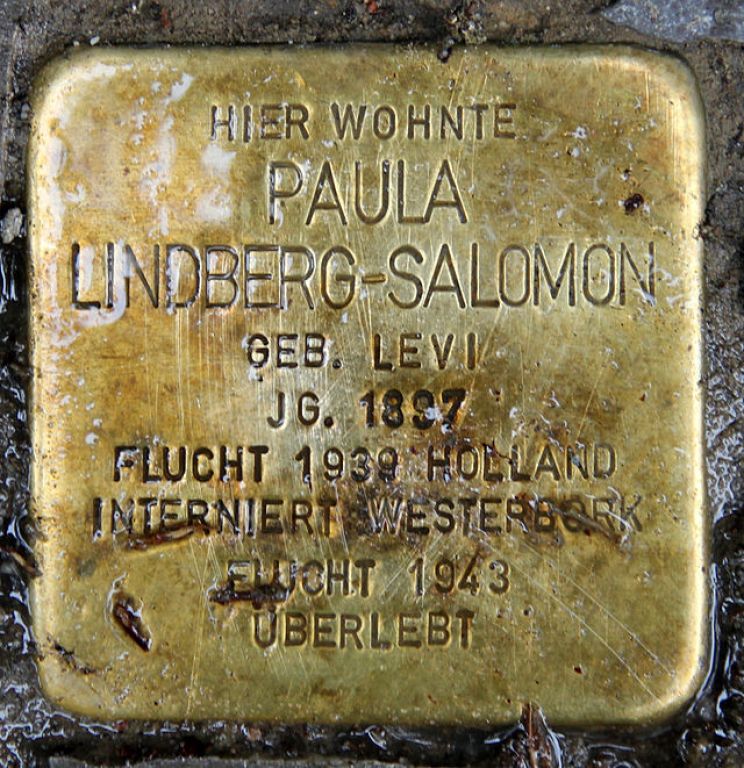 HIER WOHNTE
PAULA
LINDBERG-SALOMON
GEB. LEVI
JG. 1897
FLUCHT 1939 HOLLAND
INTERNIERT WESTERBORK
FLUCHT 1943
ÜBERLEBT